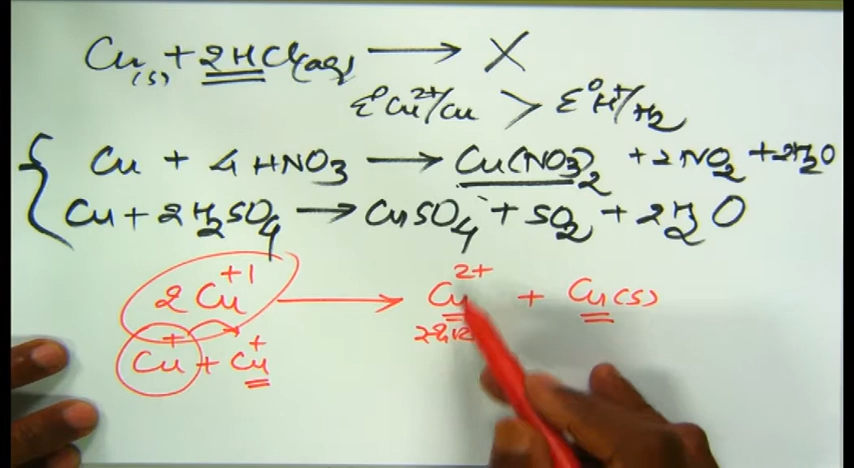 Cu(s) + 2HCl(aq) → X
E°Cu²⁺/Cu > E°H⁺/H₂
Cu + 4HNO₃ → Cu(NO₃)₂ + 2NO₂ + 2H₂O
Cu + 2H₂SO₄ → CuSO₄ + SO₂ + 2H₂O
2Cu⁺¹ → Cu²⁺ + Cu(s)
Cu⁺ + Cu⁺